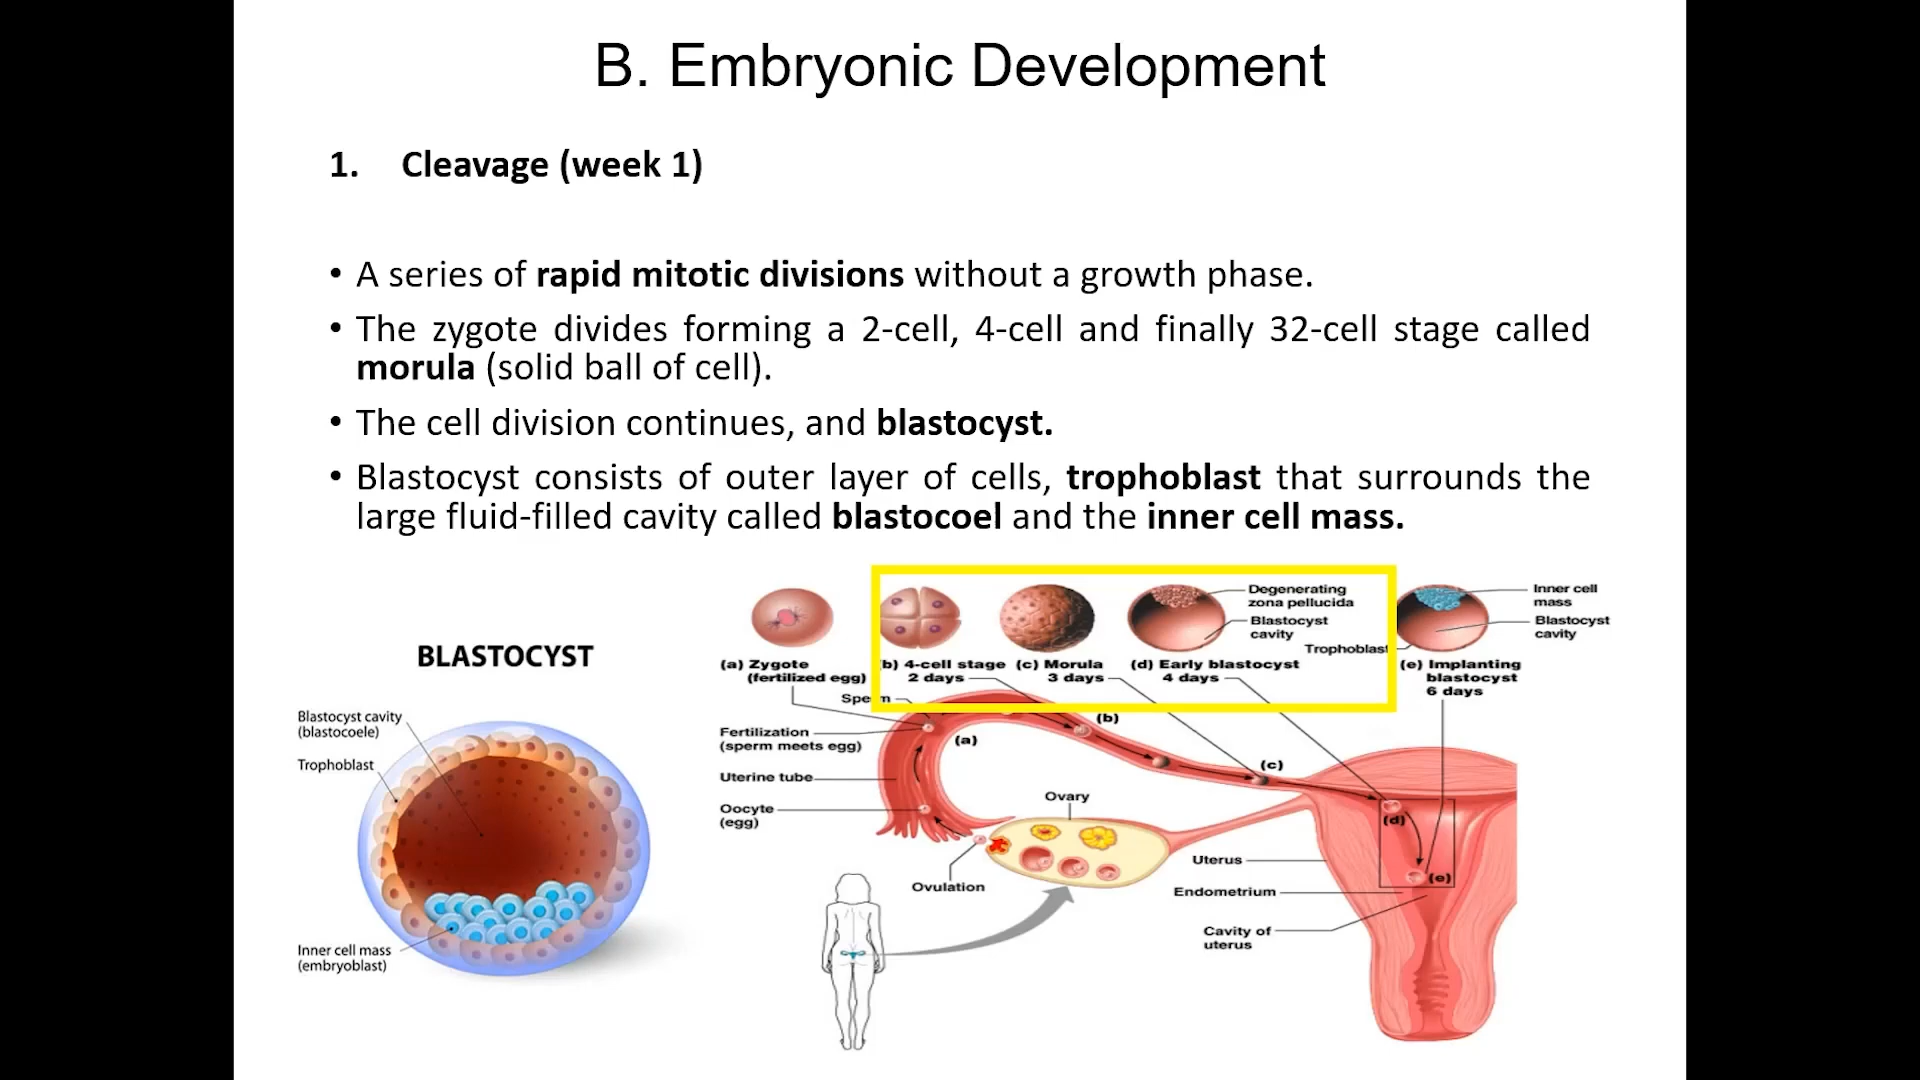 B. Embryonic Development
1. Cleavage (week 1)
• A series of rapid mitotic divisions without a growth phase.
• The zygote divides forming a 2-cell, 4-cell and finally 32-cell stage called
morula (solid ball of cell).
• The cell division continues, and blastocyst.
• Blastocyst consists of outer layer of cells, trophoblast that surrounds the
large fluid-filled cavity called blastocoel and the inner cell mass.
BLASTOCYST
Blastocyst cavity
(blastocoele)
Trophoblast
Inner cell mass
(embryoblast)
Degenerating
zona pellucida
Blastocyst
cavity
Trophoblast
Inner cell
mass
Blastocyst
cavity
(a) Zygote
(fertilized egg)
b) 4-cell stage
2 days
(c) Morula
3 days
(d) Early blastocyst
4 days
(e) Implanting
blastocyst
6 days
Sperm
Fertilization
(sperm meets egg)
Uterine tube
Oocyte
(egg)
(a)
(b)
(c)
(d)
(e)
Ovary
Ovulation
Uterus
Endometrium
Cavity of
uterus